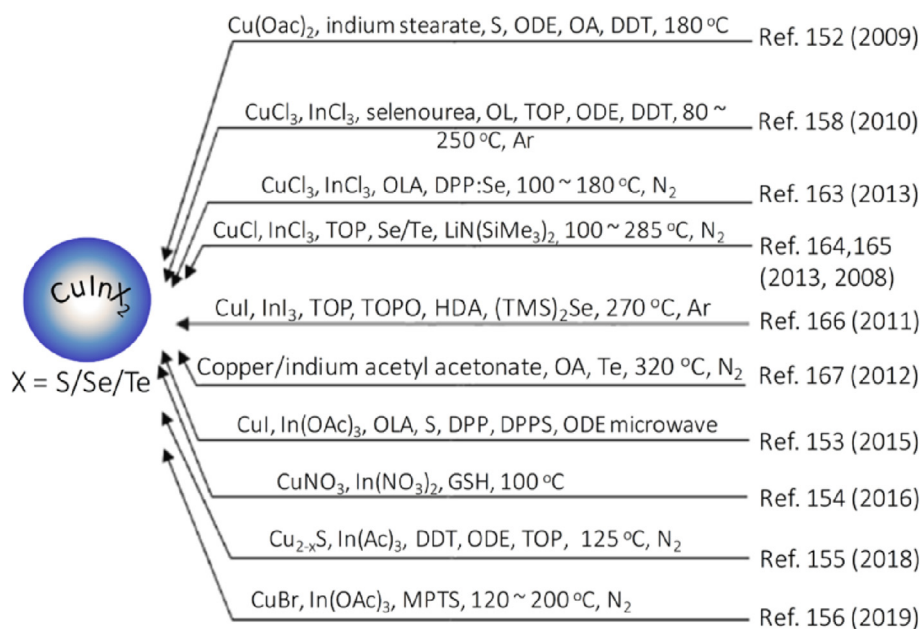 Cu(Oac)₂, indium stearate, S, ODE, OA, DDT, 180 °C
Ref. 152 (2009)
CuCl₃, InCl₃, selenourea, OL, TOP, ODE, DDT, 80 ~
250 °C, Ar
Ref. 158 (2010)
CuCl₃, InCl₃, OLA, DPP:Se, 100 ~ 180 °C, N₂
Ref. 163 (2013)
CuCl, InCl₃, TOP, Se/Te, LiN(SiMe₃)₂, 100 ~ 285 °C, N₂
Ref. 164,165
(2013, 2008)
CuInX₂
X = S/Se/Te
CuI, InI₃, TOP, TOPO, HDA, (TMS)₂Se, 270 °C, Ar
Ref. 166 (2011)
Copper/indium acetyl acetonate, OA, Te, 320 °C, N₂
Ref. 167 (2012)
CuI, In(OAc)₃, OLA, S, DPP, DPPS, ODE microwave
Ref. 153 (2015)
CuNO₃, In(NO₃)₂, GSH, 100 °C
Ref. 154 (2016)
Cu₂₋ₓS, In(Ac)₃, DDT, ODE, TOP, 125 °C, N₂
Ref. 155 (2018)
CuBr, In(OAc)₃, MPTS, 120 ~ 200 °C, N₂
Ref. 156 (2019)